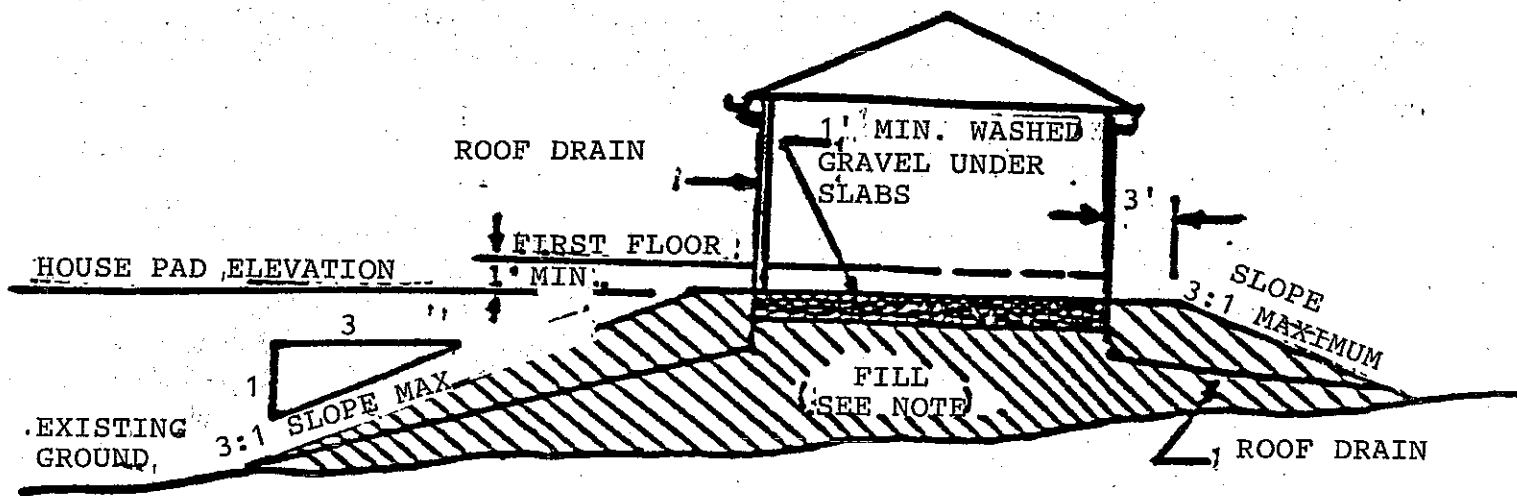 ROOF DRAIN
1' MIN. WASHED
GRAVEL UNDER
SLABS
3'
FIRST FLOOR
HOUSE PAD ELEVATION
1' MIN.
SLOPE
3:1 MAXIMUM
3
1
3:1 SLOPE MAX
FILL
(SEE NOTE)
EXISTING
GROUND
ROOF DRAIN